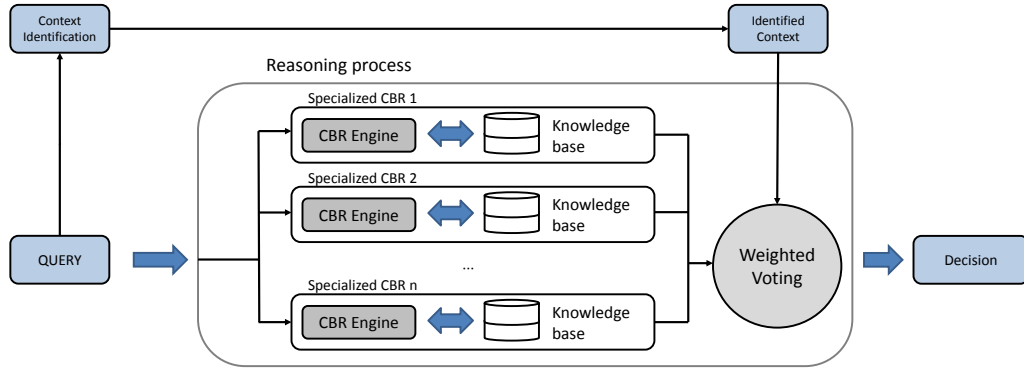 Context
Identification
Identified
Context
Reasoning process
Specialized CBR 1
CBR Engine
Knowledge
base
Specialized CBR 2
CBR Engine
Knowledge
base
QUERY
Weighted
Voting
Decision
...
Specialized CBR n
CBR Engine
Knowledge
base